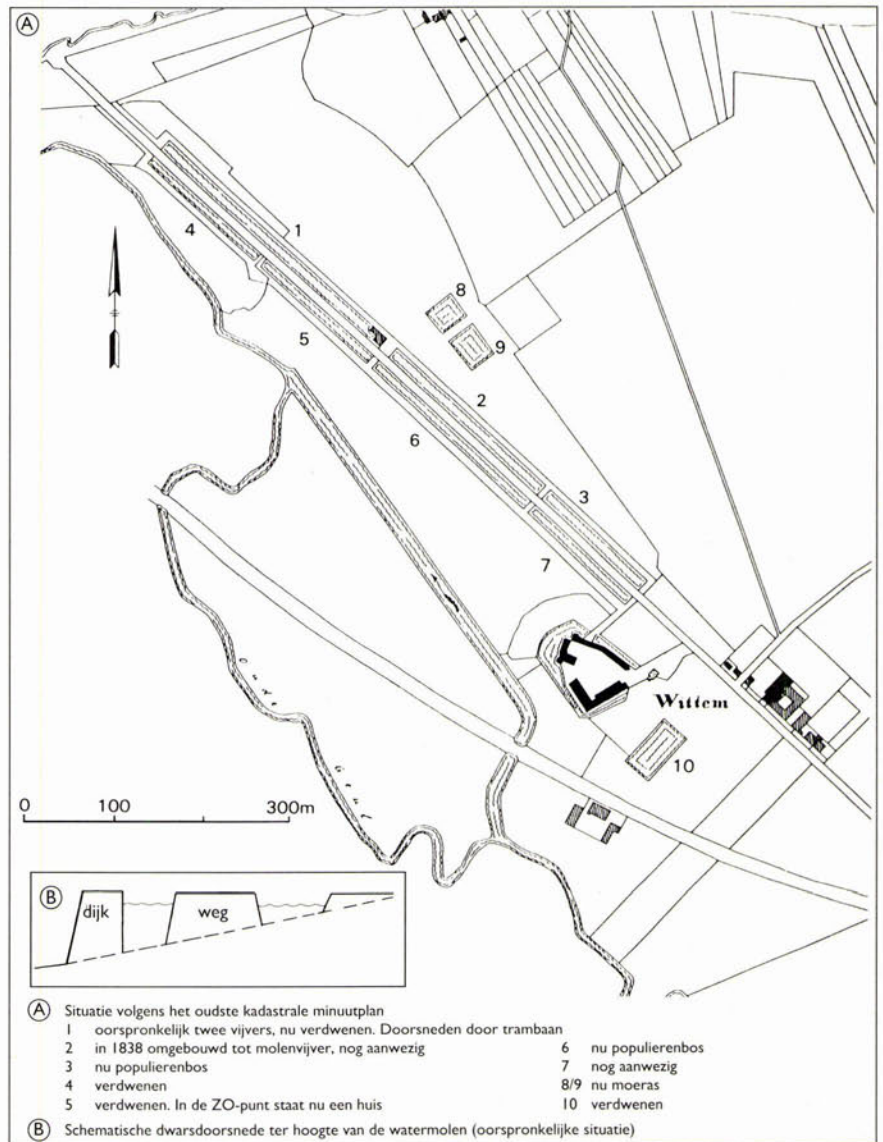 A
1
4
8
9
5
2
6
3
7
Wittem
10
Oude
Geul
0 100 300m
B
dijk
weg
A Situatie volgens het oudste kadastrale minuutplan
1 oorspronkelijk twee vijvers, nu verdwenen. Doorsneden door trambaan
2 in 1838 omgebouwd tot molenvijver, nog aanwezig
3 nu populierenbos
4 verdwenen
5 verdwenen. In de ZO-punt staat nu een huis
6 nu populierenbos
7 nog aanwezig
8/9 nu moeras
10 verdwenen
B Schematische dwarsdoorsnede ter hoogte van de watermolen (oorspronkelijke situatie)